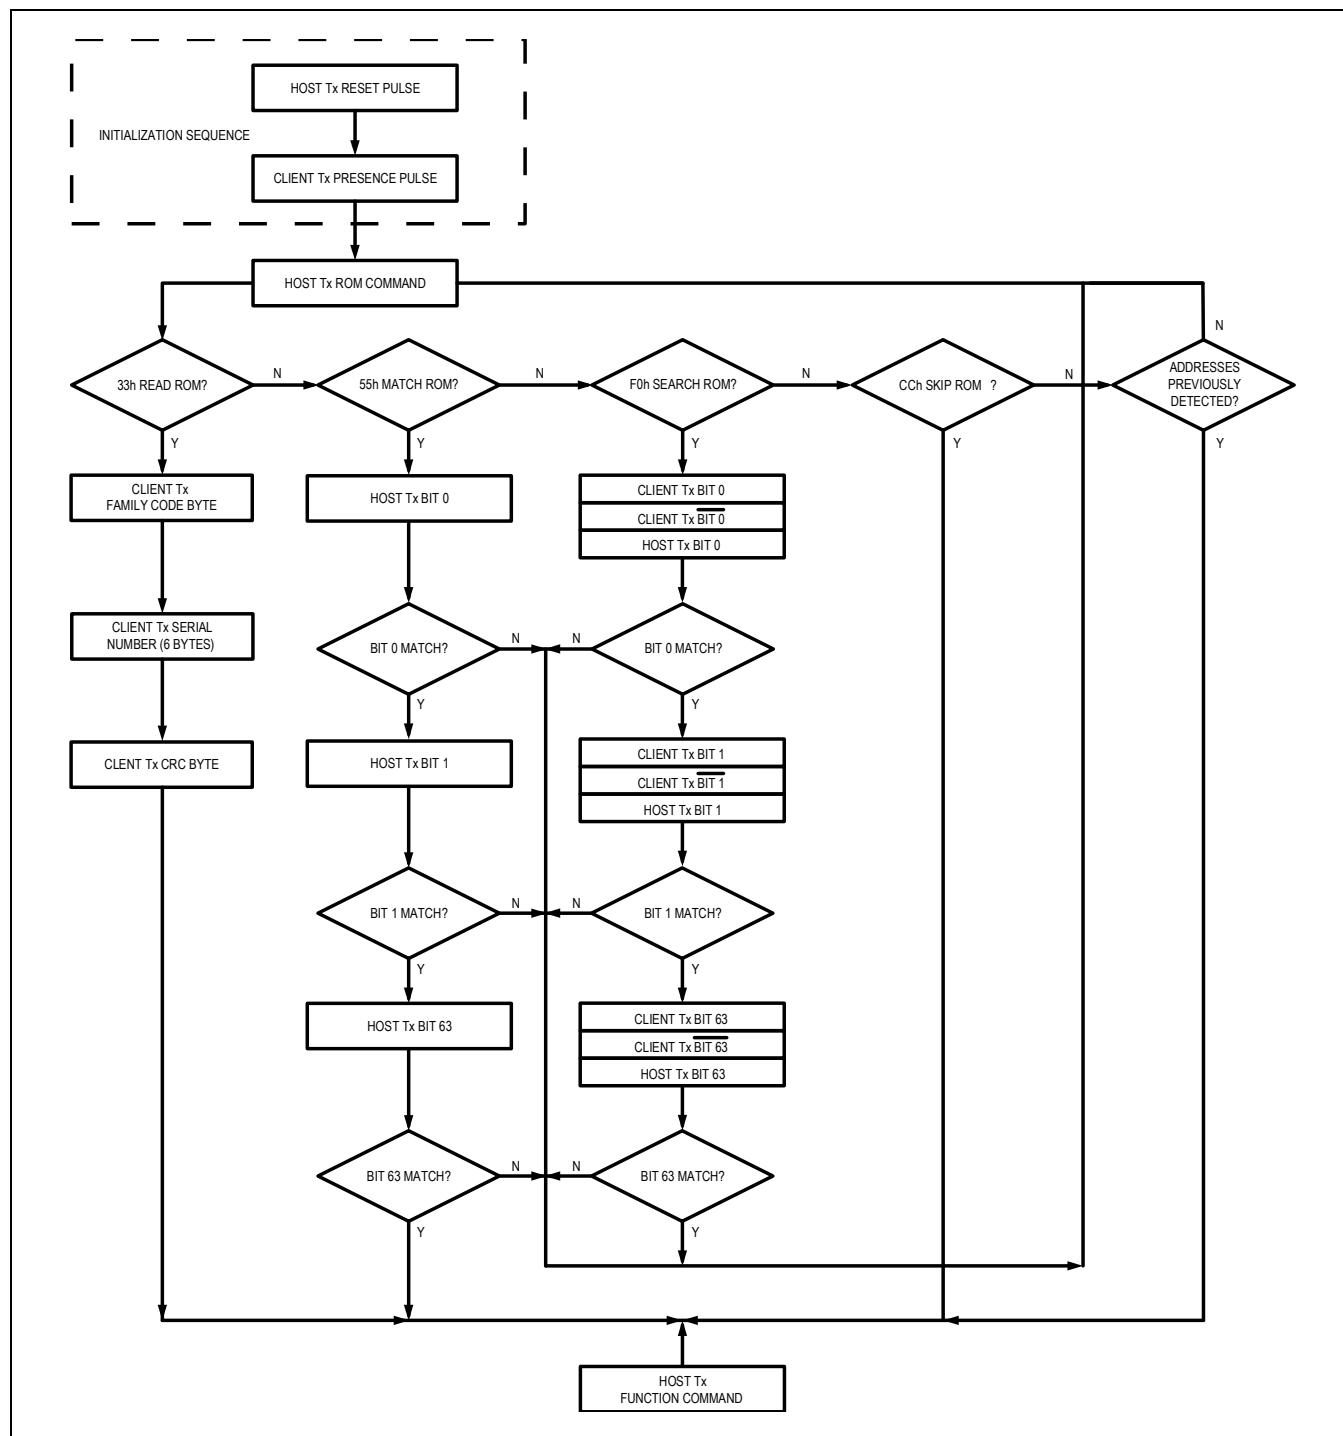 HOST Tx RESET PULSE
INITIALIZATION SEQUENCE
CLIENT Tx PRESENCE PULSE
HOST Tx ROM COMMAND
N
33h READ ROM?
N
55h MATCH ROM?
N
F0h SEARCH ROM?
N
CCh SKIP ROM ?
N
ADDRESSES
PREVIOUSLY
DETECTED?
Y
Y
Y
Y
Y
CLIENT Tx
FAMILY CODE BYTE
HOST Tx BIT 0
CLIENT Tx BIT 0
CLIENT Tx B̅I̅T̅ ̅0̅
HOST Tx BIT 0
CLIENT Tx SERIAL
NUMBER (6 BYTES)
BIT 0 MATCH?
N
N
BIT 0 MATCH?
Y
Y
CLENT Tx CRC BYTE
HOST Tx BIT 1
CLIENT Tx BIT 1
CLIENT Tx B̅I̅T̅ ̅1̅
HOST Tx BIT 1
BIT 1 MATCH?
N
N
BIT 1 MATCH?
Y
Y
HOST Tx BIT 63
CLIENT Tx BIT 63
CLIENT Tx B̅I̅T̅ ̅6̅3̅
HOST Tx BIT 63
BIT 63 MATCH?
N
N
BIT 63 MATCH?
Y
Y
HOST Tx
FUNCTION COMMAND